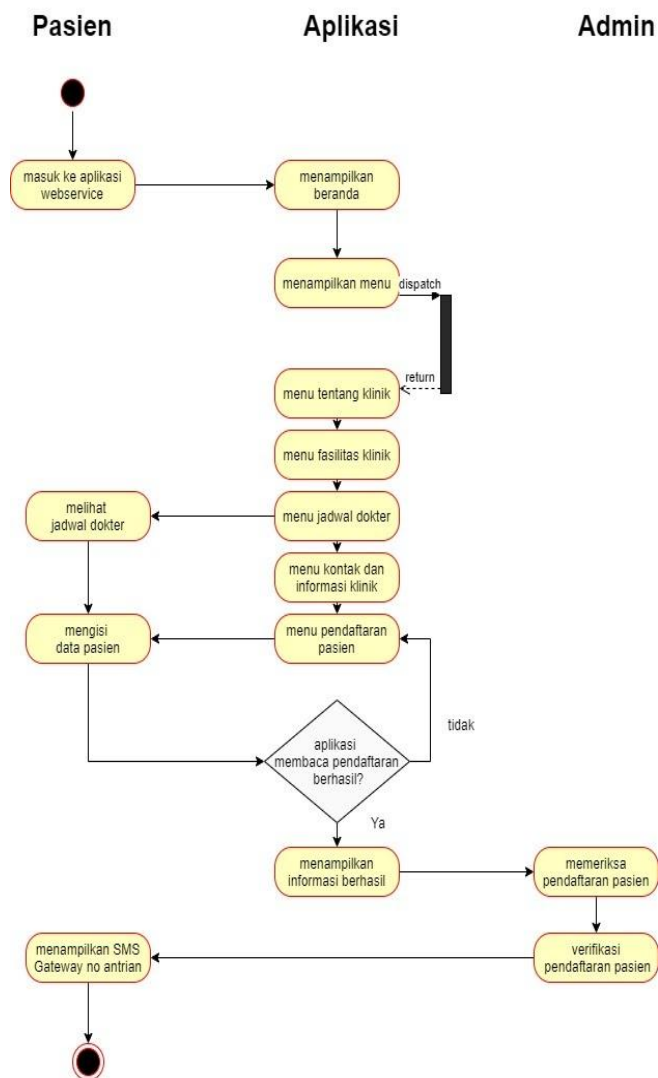 Pasien
Aplikasi
Admin
masuk ke aplikasi
webservice
menampilkan
beranda
menampilkan menu
dispatch
return
menu tentang klinik
menu fasilitas klinik
melihat
jadwal dokter
menu jadwal dokter
menu kontak dan
informasi klinik
mengisi
data pasien
menu pendaftaran
pasien
tidak
aplikasi
membaca pendaftaran
berhasil?
Ya
menampilkan
informasi berhasil
memeriksa
pendaftaran pasien
menampilkan SMS
Gateway no antrian
verifikasi
pendaftaran pasien